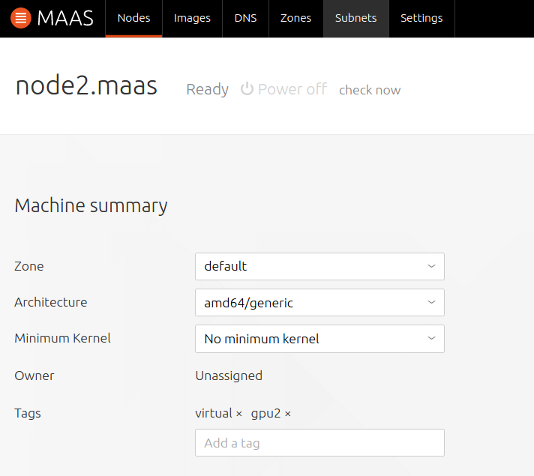 MAAS Nodes Images DNS Zones Subnets Settings
node2.maas Ready Power off check now
Machine summary
Zone default
Architecture amd64/generic
Minimum Kernel No minimum kernel
Owner Unassigned
Tags virtual × gpu2 ×
Add a tag